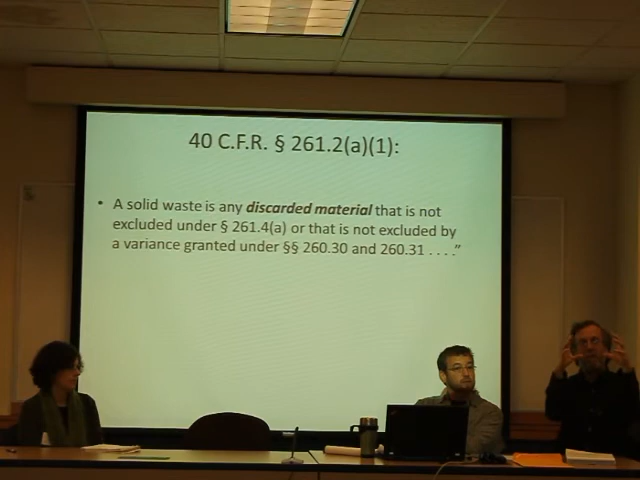 40 C.F.R. § 261.2(a)(1):
• A solid waste is any discarded material that is not
excluded under § 261.4(a) or that is not excluded by
a variance granted under §§ 260.30 and 260.31 . . . .”